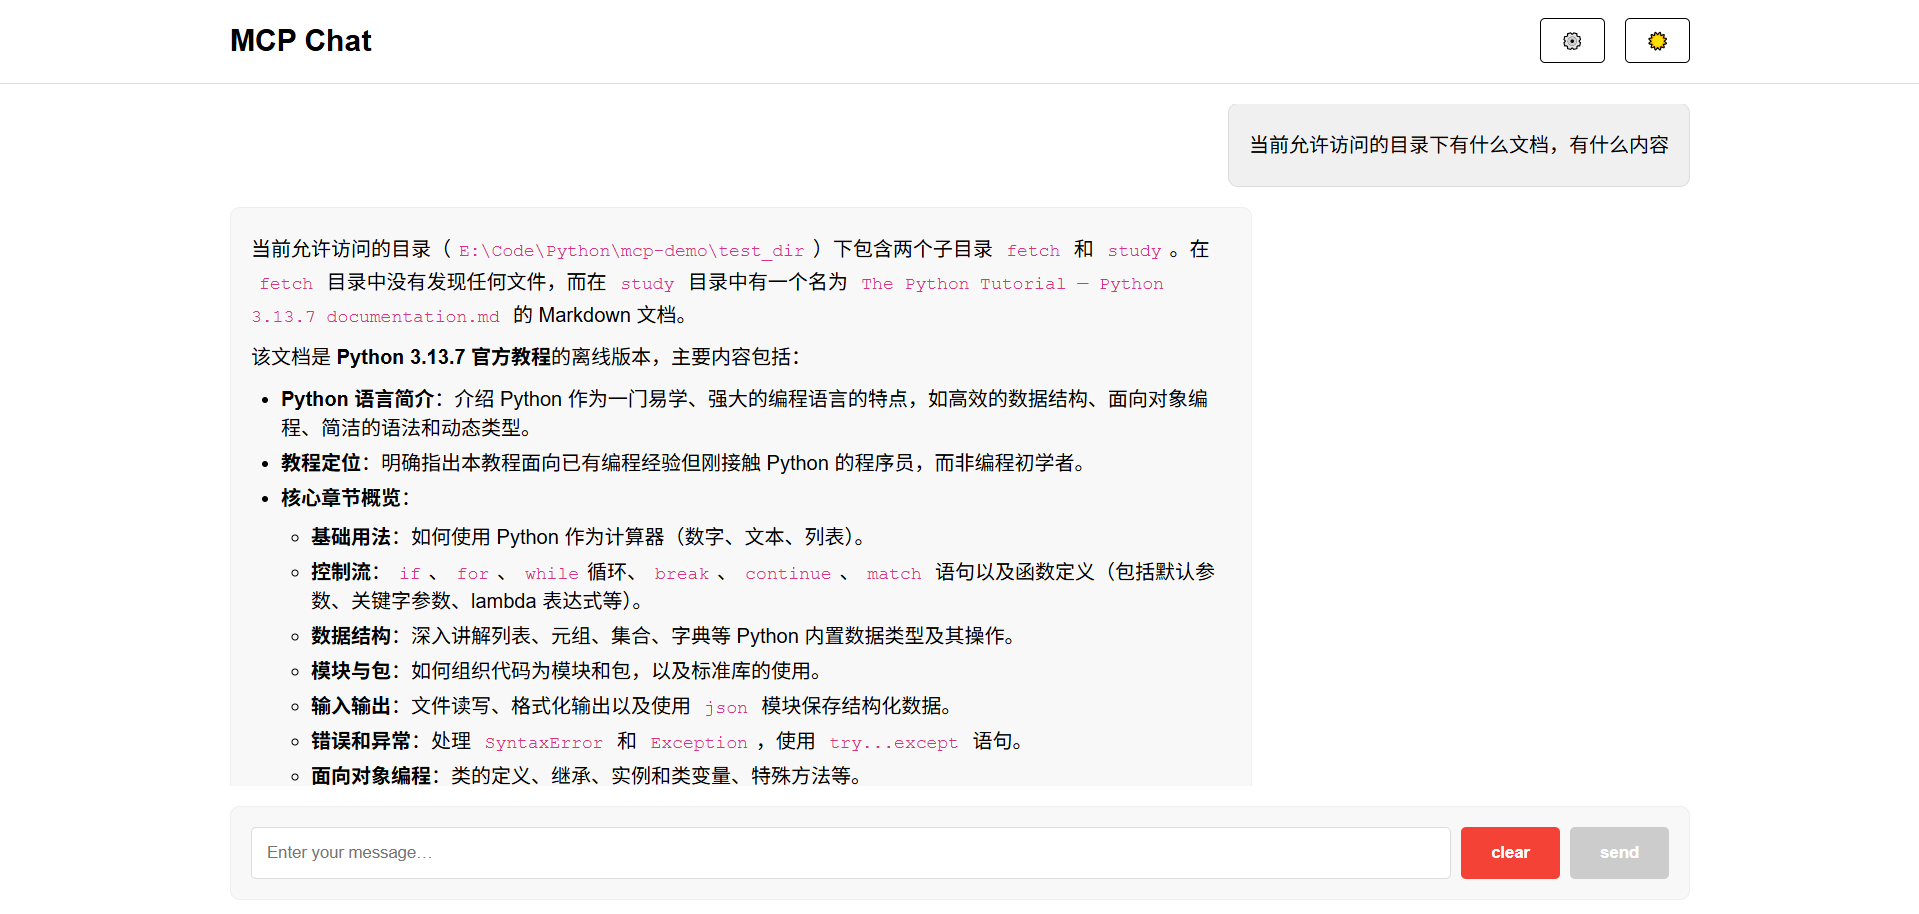 MCP Chat
当前允许访问的目录下有什么文档，有什么内容
当前允许访问的目录（ E:\Code\Python\mcp-demo\test_dir ）下包含两个子目录 fetch 和 study 。在
fetch 目录中没有发现任何文件，而在 study 目录中有一个名为 The Python Tutorial — Python
3.13.7 documentation.md 的 Markdown 文档。
该文档是 Python 3.13.7 官方教程的离线版本，主要内容包括：
• Python 语言简介：介绍 Python 作为一门易学、强大的编程语言的特点，如高效的数据结构、面向对象编
程、简洁的语法和动态类型。
• 教程定位：明确指出本教程面向已有编程经验但刚接触 Python 的程序员，而非编程初学者。
• 核心章节概览：
◦ 基础用法：如何使用 Python 作为计算器（数字、文本、列表）。
◦ 控制流： if 、 for 、 while 循环、 break 、 continue 、 match 语句以及函数定义（包括默认参
数、关键字参数、lambda 表达式等）。
◦ 数据结构：深入讲解列表、元组、集合、字典等 Python 内置数据类型及其操作。
◦ 模块与包：如何组织代码为模块和包，以及标准库的使用。
◦ 输入输出：文件读写、格式化输出以及使用 json 模块保存结构化数据。
◦ 错误和异常：处理 SyntaxError 和 Exception ，使用 try...except 语句。
◦ 面向对象编程：类的定义、继承、实例和类变量、特殊方法等。
Enter your message…
clear
send